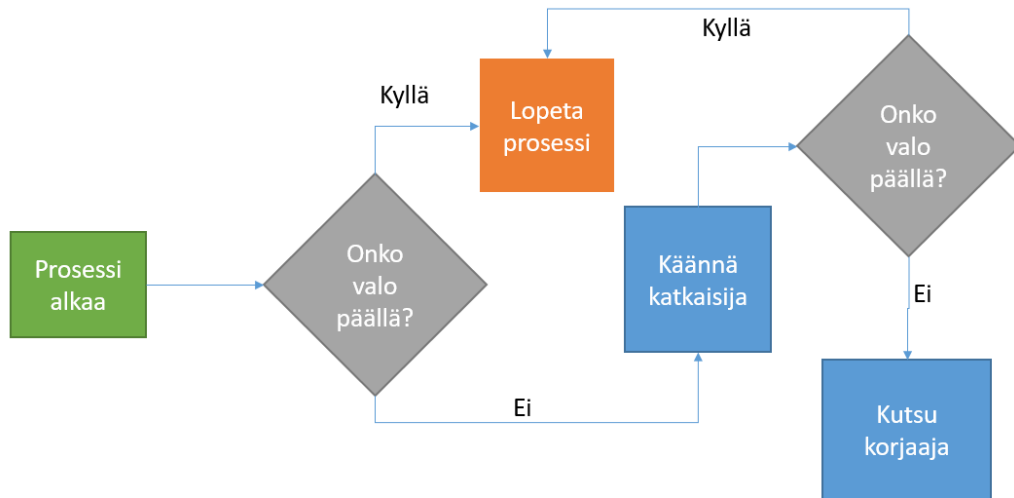 Prosessi
alkaa
Onko
valo
päällä?
Kyllä
Lopeta
prosessi
Ei
Käännä
katkaisija
Onko
valo
päällä?
Kyllä
Ei
Kutsu
korjaaja